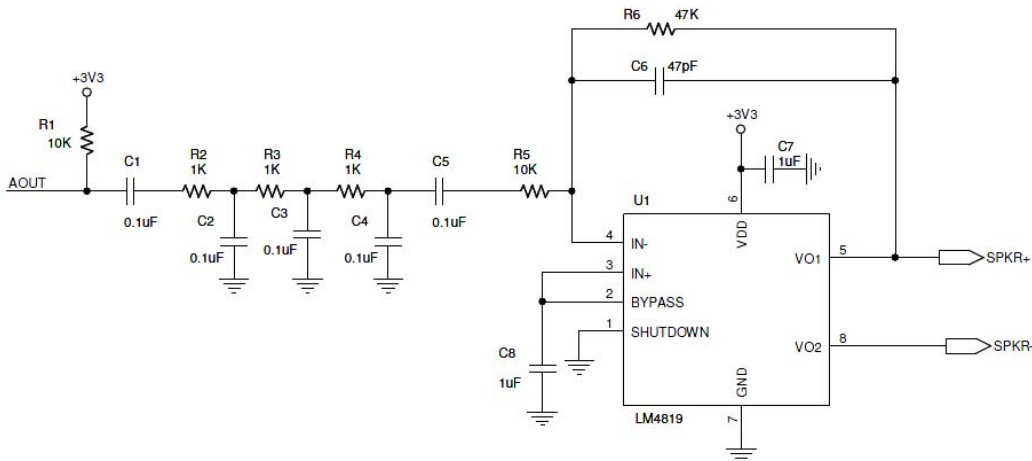 R6 47K
C6 47pF
+3V3
R1
10K
AOUT
C1
0.1uF
R2
1K
C2
0.1uF
R3
1K
C3
0.1uF
R4
1K
C4
0.1uF
C5
0.1uF
R5
10K
+3V3
C7
1uF
U1
6
VDD
4
IN-
3
IN+
2
BYPASS
1
SHUTDOWN
C8
1uF
5
VO1
SPKR+
8
VO2
SPKR-
GND
7
LM4819